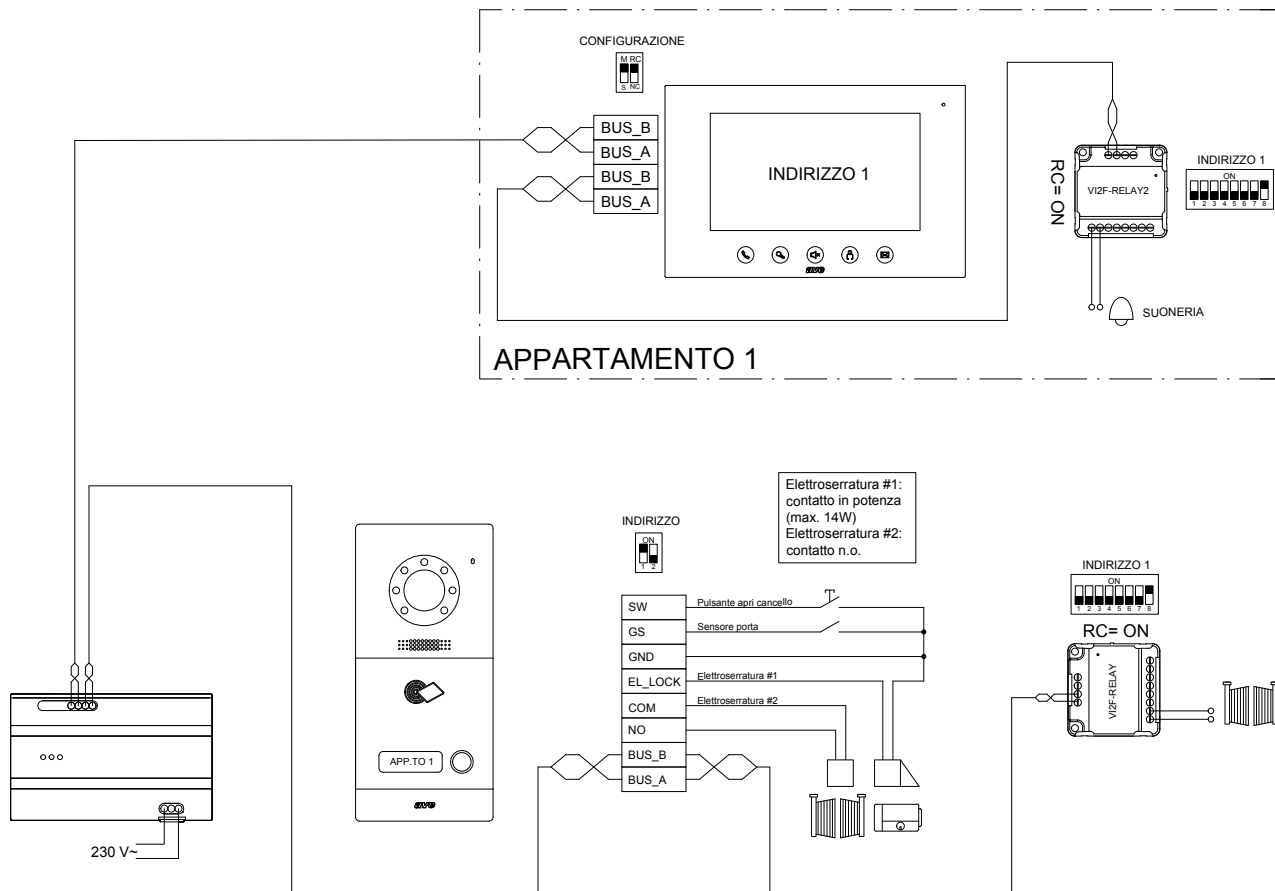 CONFIGURAZIONE
M RC
S NC
BUS_B
BUS_A
BUS_B
BUS_A
INDIRIZZO 1
ave
RC= ON
VI2F-RELAY2
INDIRIZZO 1
ON
1 2 3 4 5 6 7 8
SUONERIA
APPARTAMENTO 1
Elettroserratura #1:
contatto in potenza
(max. 14W)
Elettroserratura #2:
contatto n.o.
INDIRIZZO
ON
1 2
SW
Pulsante apri cancello
GS
Sensore porta
GND
EL_LOCK
Elettroserratura #1
COM
Elettroserratura #2
NO
BUS_B
BUS_A
APP.TO 1
ave
230 V~
INDIRIZZO 1
ON
1 2 3 4 5 6 7 8
RC= ON
VI2F-RELAY